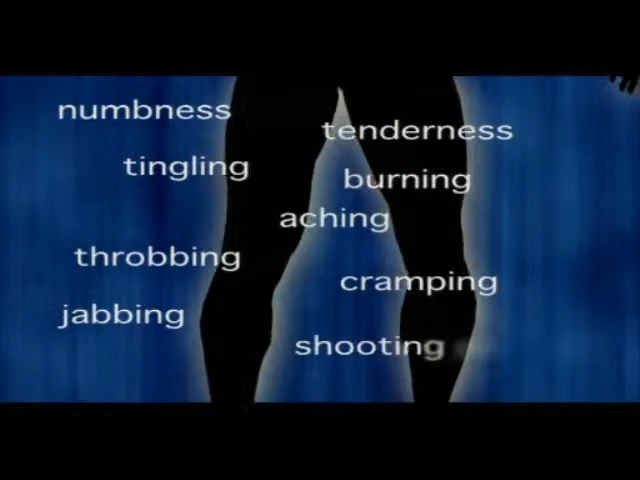 numbness
tenderness
tingling
burning
aching
throbbing
cramping
jabbing
shooting